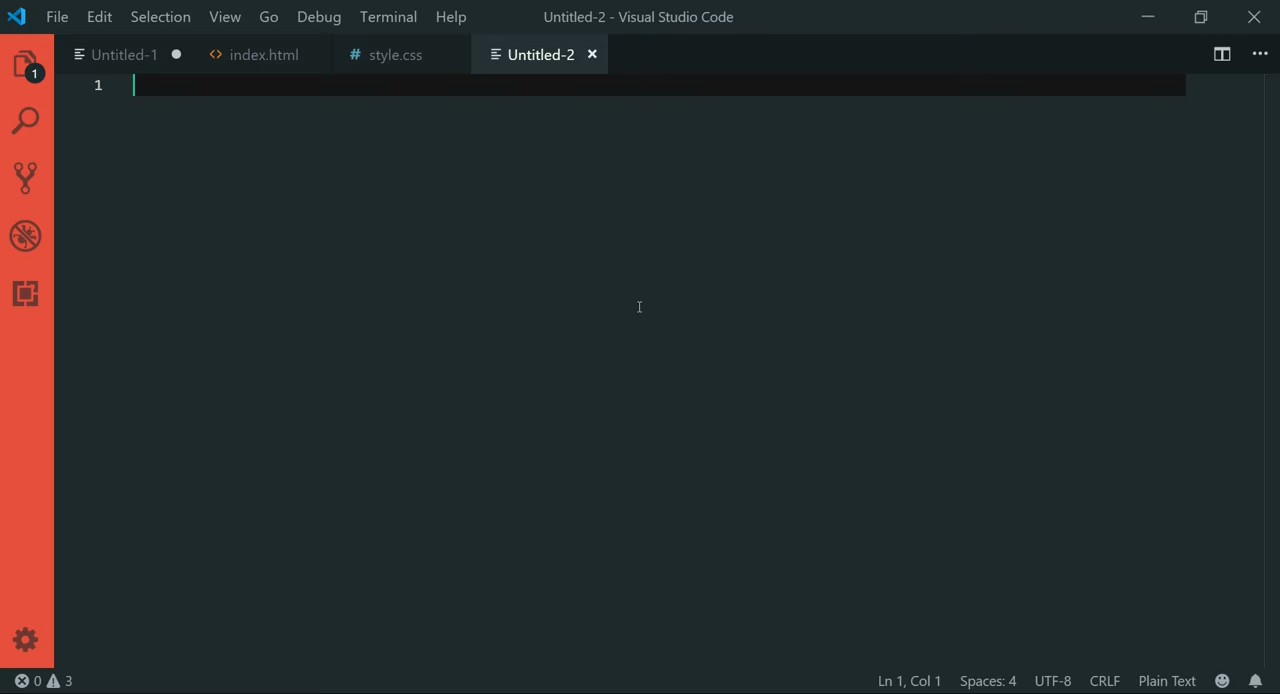 File Edit Selection View Go Debug Terminal Help Untitled-2 - Visual Studio Code
Untitled-1 index.html # style.css Untitled-2
1
1
0 3 Ln 1, Col 1 Spaces: 4 UTF-8 CRLF Plain Text